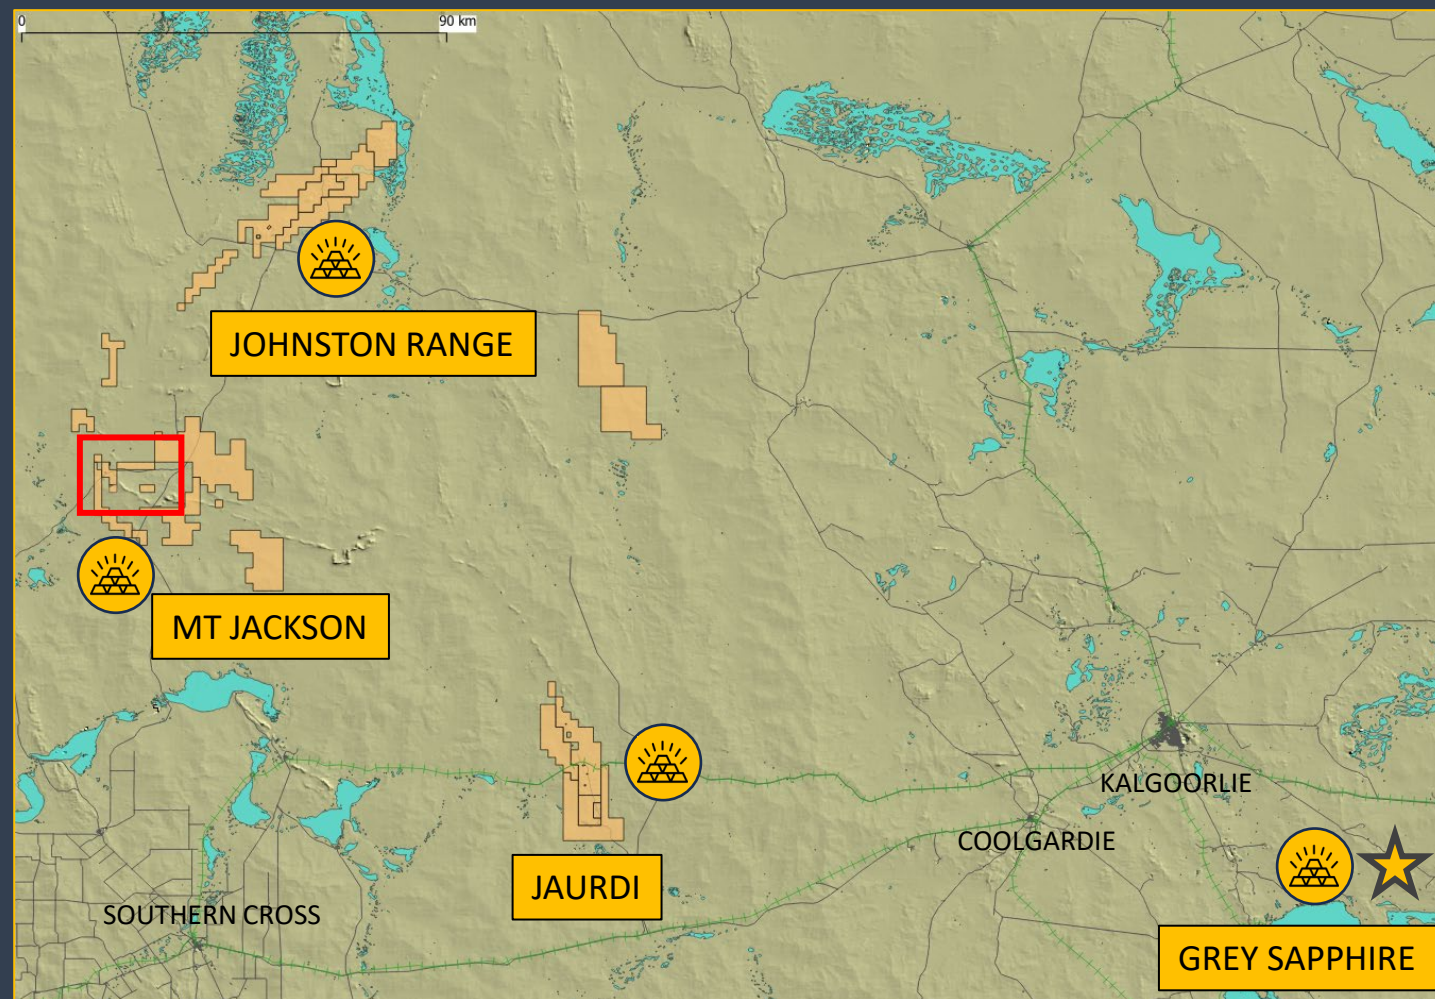 0
90 km
JOHNSTON RANGE
MT JACKSON
KALGOORLIE
COOLGARDIE
JAURDI
SOUTHERN CROSS
GREY SAPPHIRE